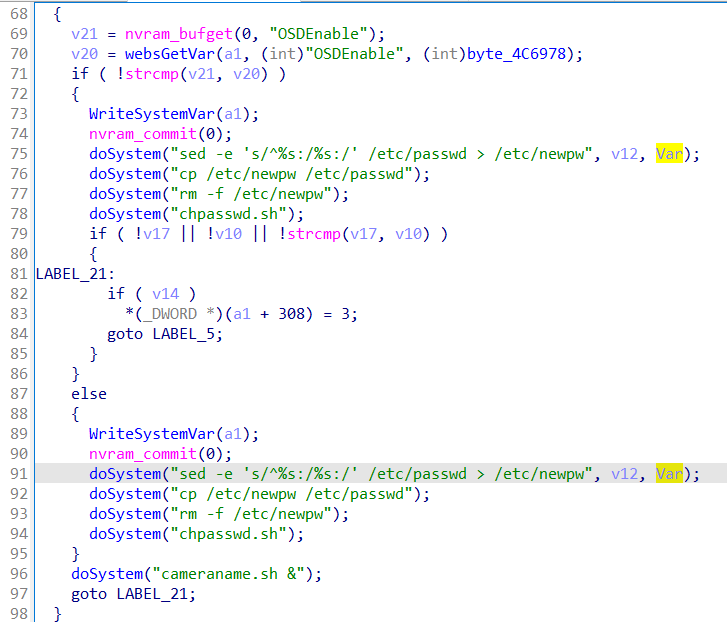 68 {
69 v21 = nvram_bufget(0, "OSDEnable");
70 v20 = websGetVar(a1, (int)"OSDEnable", (int)byte_4C6978);
71 if ( !strcmp(v21, v20) )
72 {
73 WriteSystemVar(a1);
74 nvram_commit(0);
75 doSystem("sed -e 's/^%s:/%s:/' /etc/passwd > /etc/newpw", v12, Var);
76 doSystem("cp /etc/newpw /etc/passwd");
77 doSystem("rm -f /etc/newpw");
78 doSystem("chpasswd.sh");
79 if ( !v17 || !v10 || !strcmp(v17, v10) )
80 {
81 LABEL_21:
82 if ( v14 )
83 *(_DWORD *)(a1 + 308) = 3;
84 goto LABEL_5;
85 }
86 }
87 else
88 {
89 WriteSystemVar(a1);
90 nvram_commit(0);
91 doSystem("sed -e 's/^%s:/%s:/' /etc/passwd > /etc/newpw", v12, Var);
92 doSystem("cp /etc/newpw /etc/passwd");
93 doSystem("rm -f /etc/newpw");
94 doSystem("chpasswd.sh");
95 }
96 doSystem("cameraname.sh &");
97 goto LABEL_21;
98 }